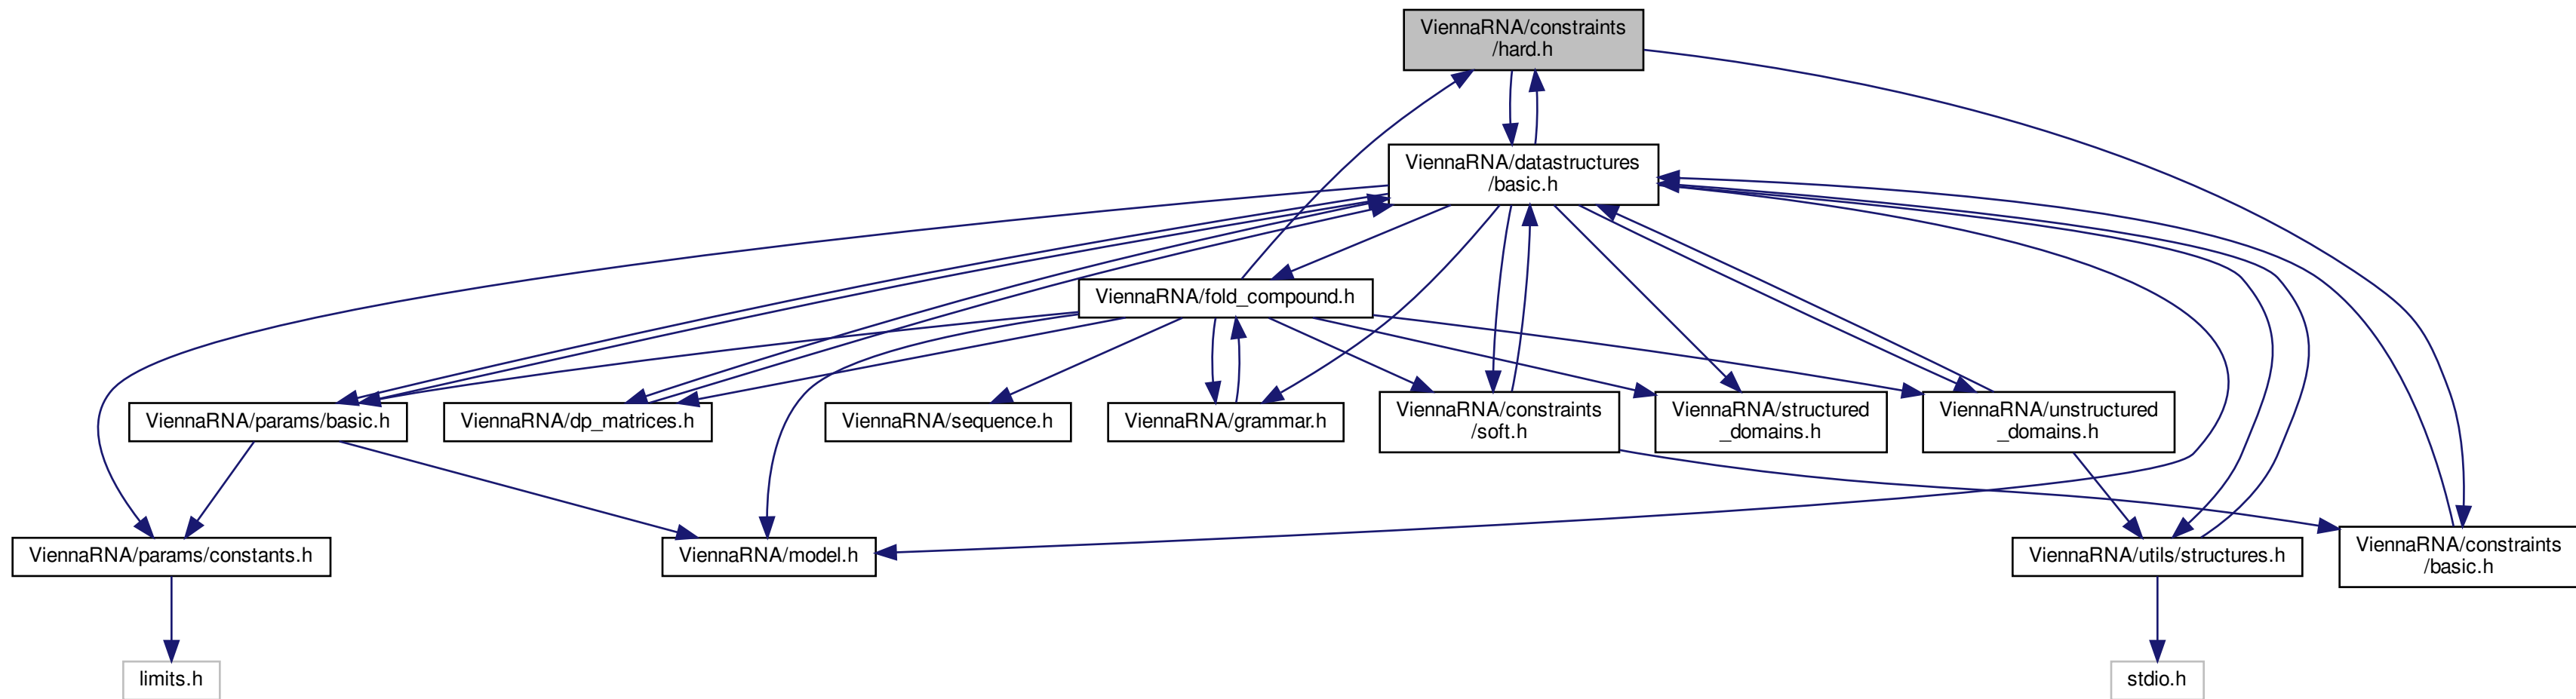 ViennaRNA/constraints
/hard.h
ViennaRNA/datastructures
/basic.h
ViennaRNA/fold_compound.h
ViennaRNA/params/basic.h
ViennaRNA/dp_matrices.h
ViennaRNA/sequence.h
ViennaRNA/grammar.h
ViennaRNA/constraints
/soft.h
ViennaRNA/structured
_domains.h
ViennaRNA/unstructured
_domains.h
ViennaRNA/params/constants.h
ViennaRNA/model.h
ViennaRNA/utils/structures.h
ViennaRNA/constraints
/basic.h
limits.h
stdio.h